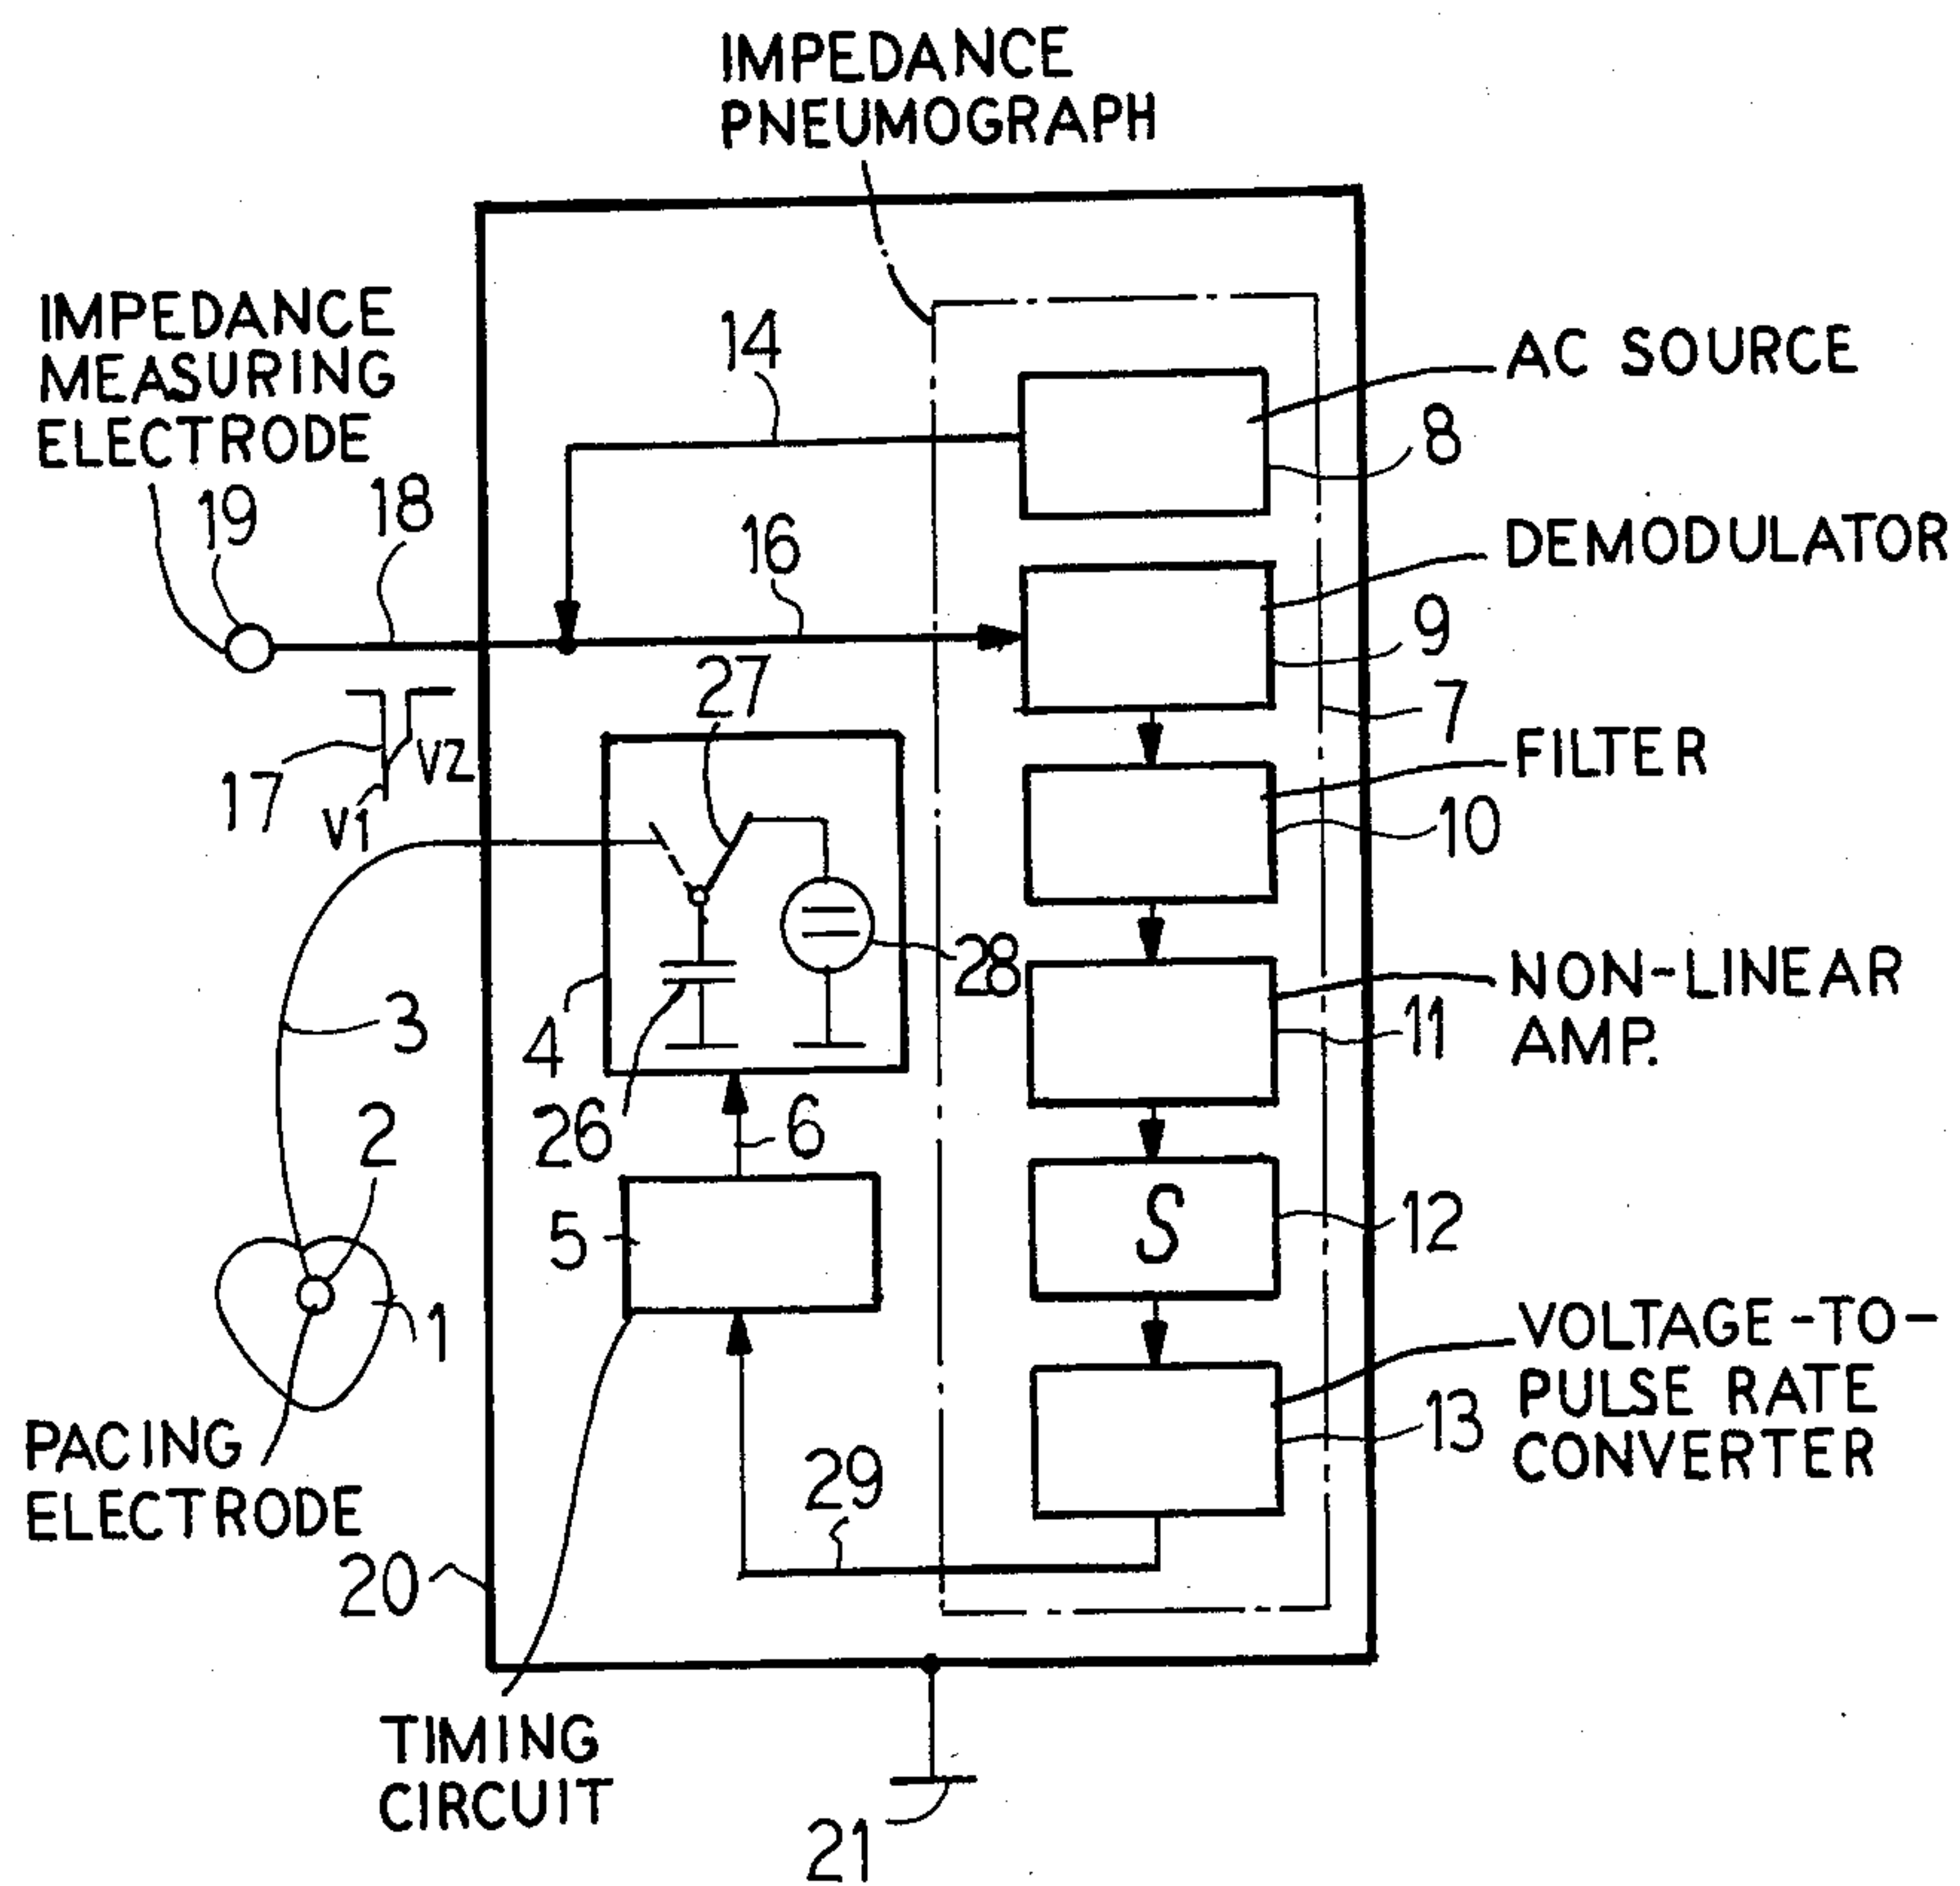 IMPEDANCE
PNEUMOGRAPH
IMPEDANCE
MEASURING
ELECTRODE
14
AC SOURCE
8
19
18
16
DEMODULATOR
9
27
7
17
V2
V1
FILTER
10
28
NON-LINEAR
AMP.
11
3
4
26
6
2
5
S
12
1
VOLTAGE-TO-
PULSE RATE
CONVERTER
13
PACING
ELECTRODE
29
20
TIMING
CIRCUIT
21